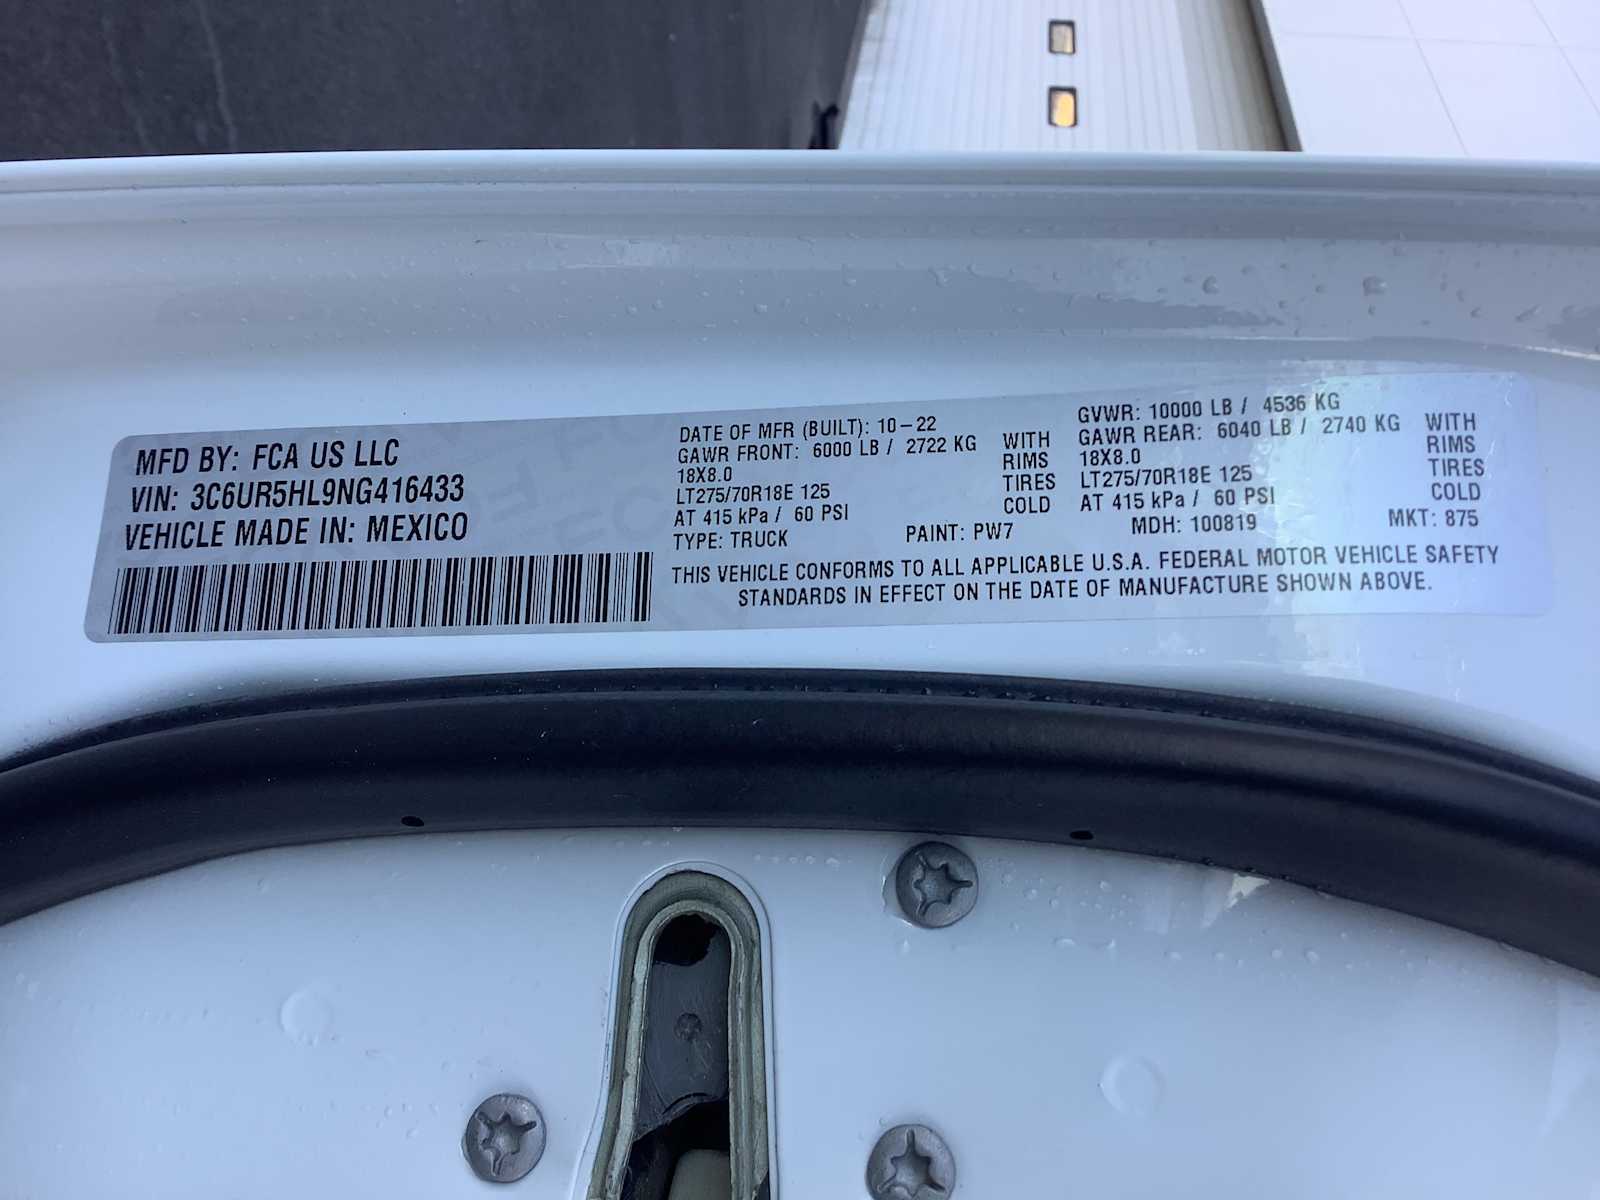 MFD BY: FCA US LLC
VIN: 3C6UR5HL9NG416433
VEHICLE MADE IN: MEXICO
DATE OF MFR (BUILT): 10-22
GAWR FRONT: 6000 LB / 2722 KG
18X8.0
LT275/70R18E 125
AT 415 kPa / 60 PSI
WITH
RIMS
TIRES
COLD
GVWR: 10000 LB / 4536 KG
GAWR REAR: 6040 LB / 2740 KG
18X8.0
LT275/70R18E 125
AT 415 kPa / 60 PSI
WITH
RIMS
TIRES
COLD
TYPE: TRUCK PAINT: PW7 MDH: 100819 MKT: 875
THIS VEHICLE CONFORMS TO ALL APPLICABLE U.S.A. FEDERAL MOTOR VEHICLE SAFETY
STANDARDS IN EFFECT ON THE DATE OF MANUFACTURE SHOWN ABOVE.